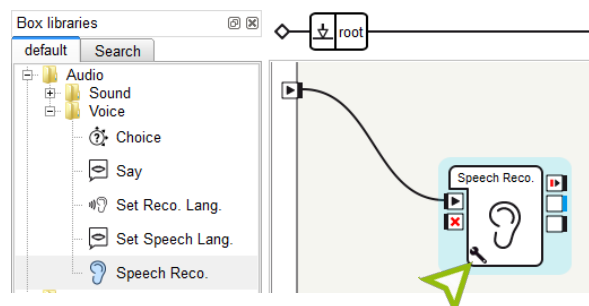 Box libraries
default
Search
Audio
Sound
Voice
Choice
Say
Set Reco. Lang.
Set Speech Lang.
Speech Reco.
root
Speech Reco.